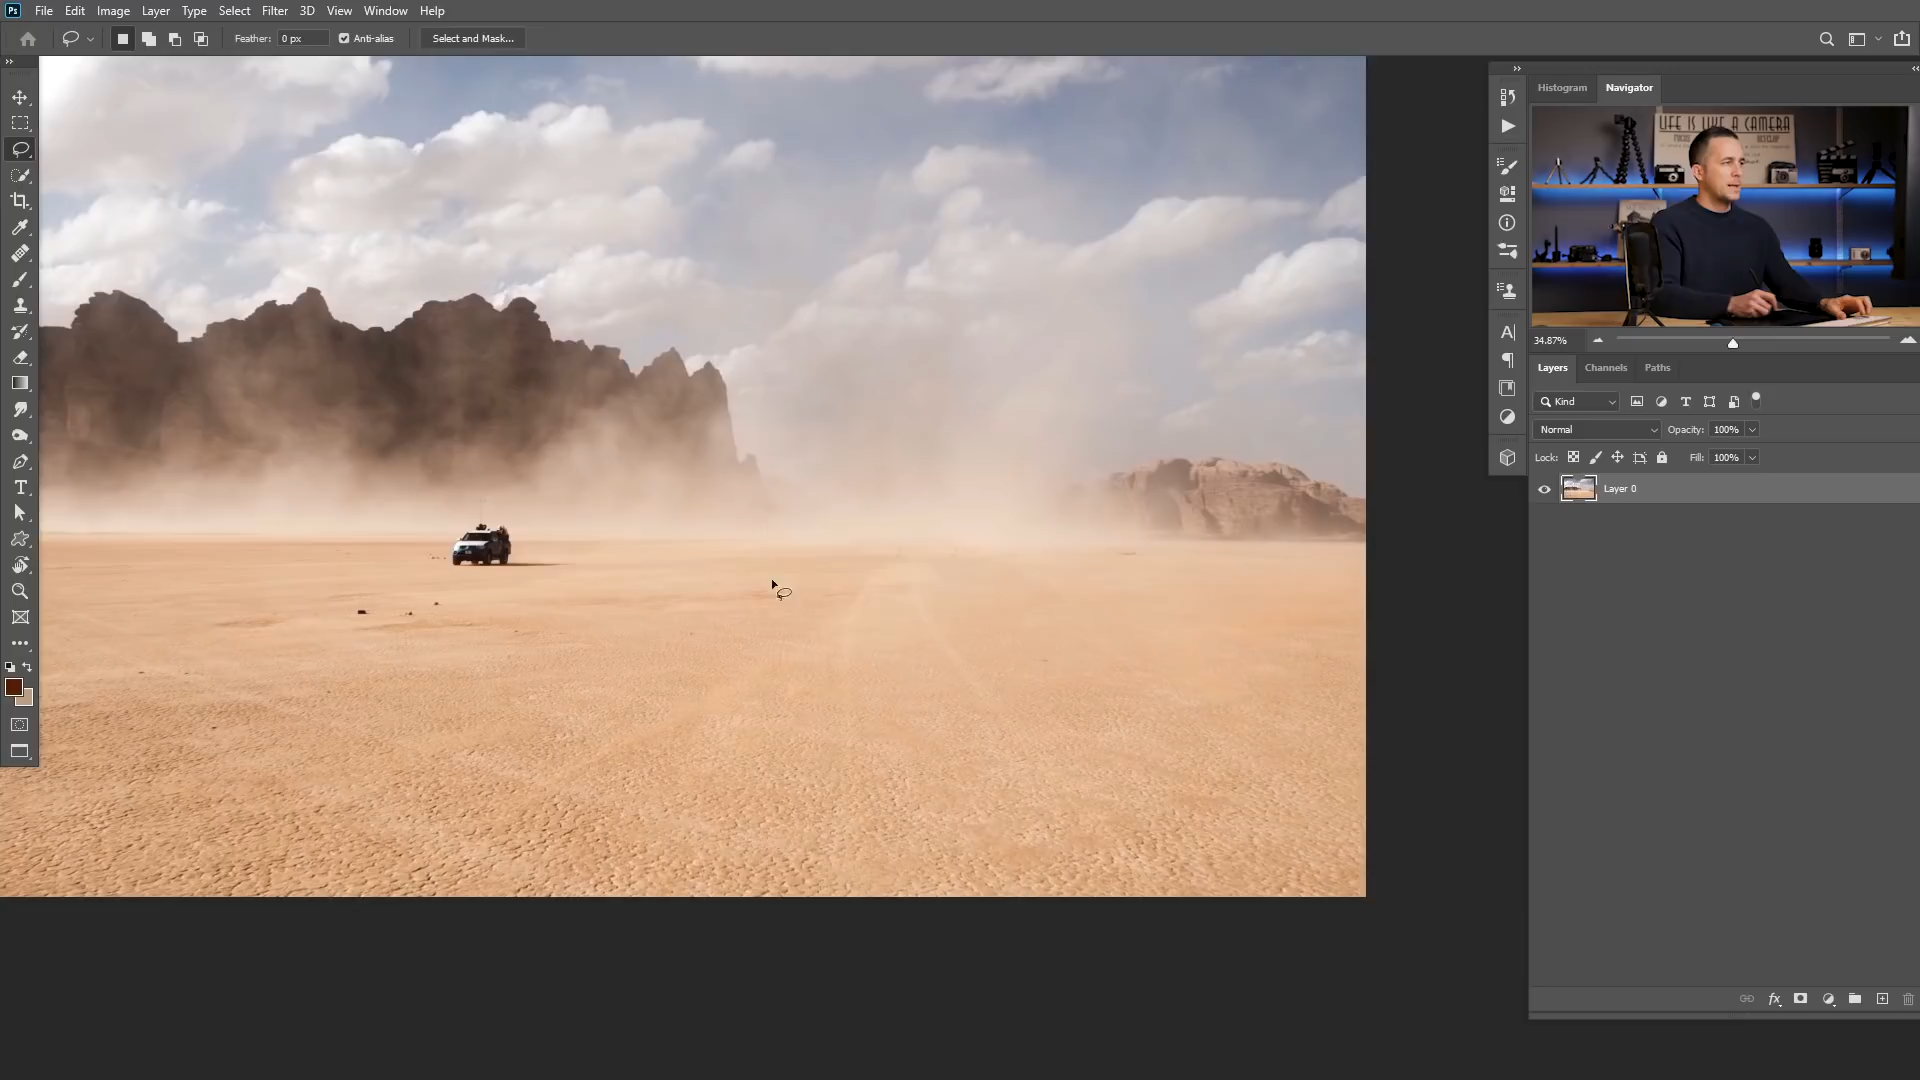 Ps File Edit Image Layer Type Select Filter 3D View Window Help
Feather: 0 px Anti-alias Select and Mask...
Histogram Navigator
LIFE IS LIKE A CAMERA
34.87%
Layers Channels Paths
Kind
Normal Opacity: 100%
Lock: Fill: 100%
Layer 0